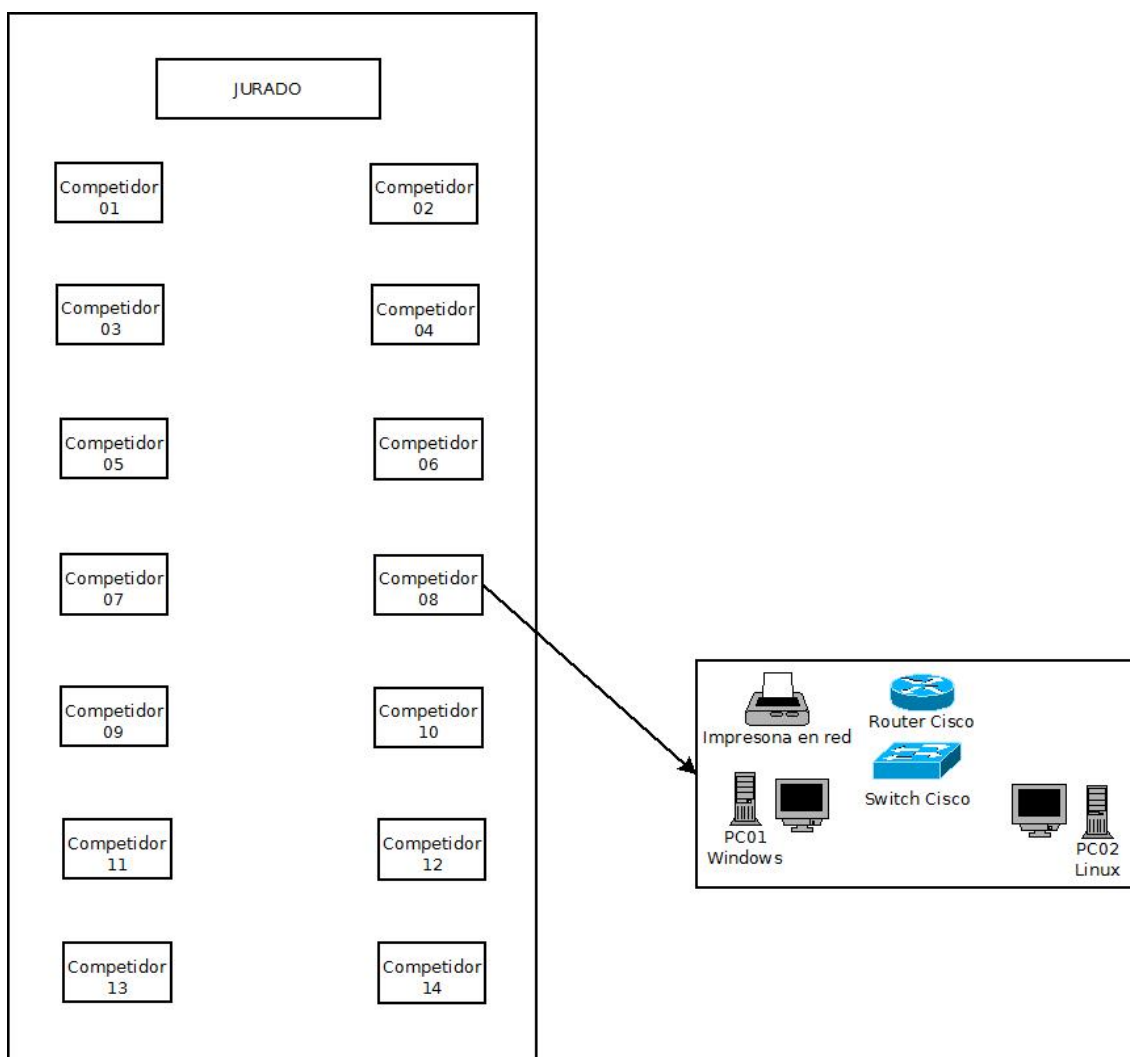 JURADO
Competidor
01
Competidor
02
Competidor
03
Competidor
04
Competidor
05
Competidor
06
Competidor
07
Competidor
08
Competidor
09
Competidor
10
Competidor
11
Competidor
12
Competidor
13
Competidor
14
Impresona en red
Router Cisco
Switch Cisco
PC01
Windows
PC02
Linux